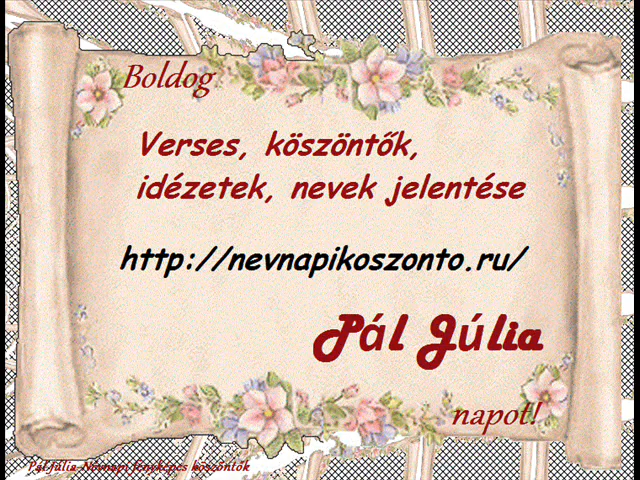 Boldog
Verses, köszöntők,
idézetek, nevek jelentése
http://nevnapikoszonto.ru/
Pál Júlia
napot!
Pál Júlia Névnapi fényképes köszöntők